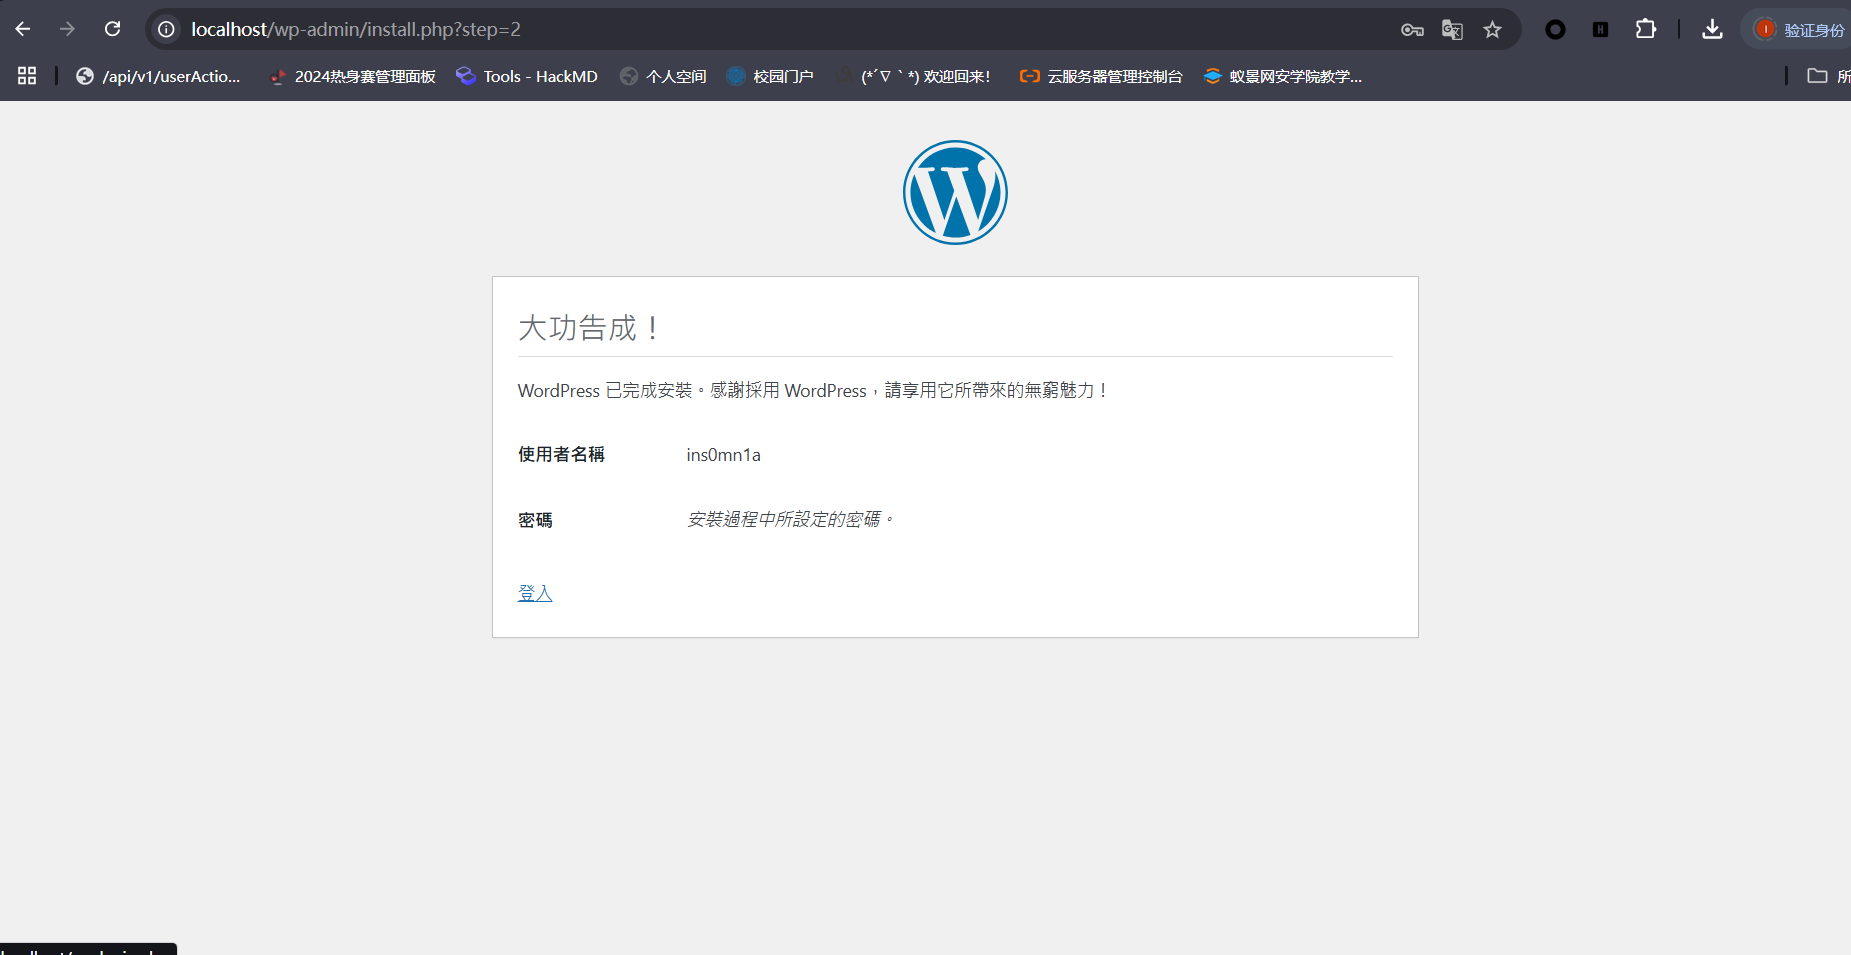 localhost/wp-admin/install.php?step=2
验证身份
/api/v1/userActio...
2024热身赛管理面板
Tools - HackMD
个人空间
校园门户
(*´∇｀*) 欢迎回来！
云服务器管理控制台
蚁景网安学院教学...
所
大功告成！
WordPress 已完成安裝。感謝採用 WordPress，請享用它所帶來的無窮魅力！
使用者名稱 ins0mn1a
密碼 安裝過程中所設定的密碼。
登入